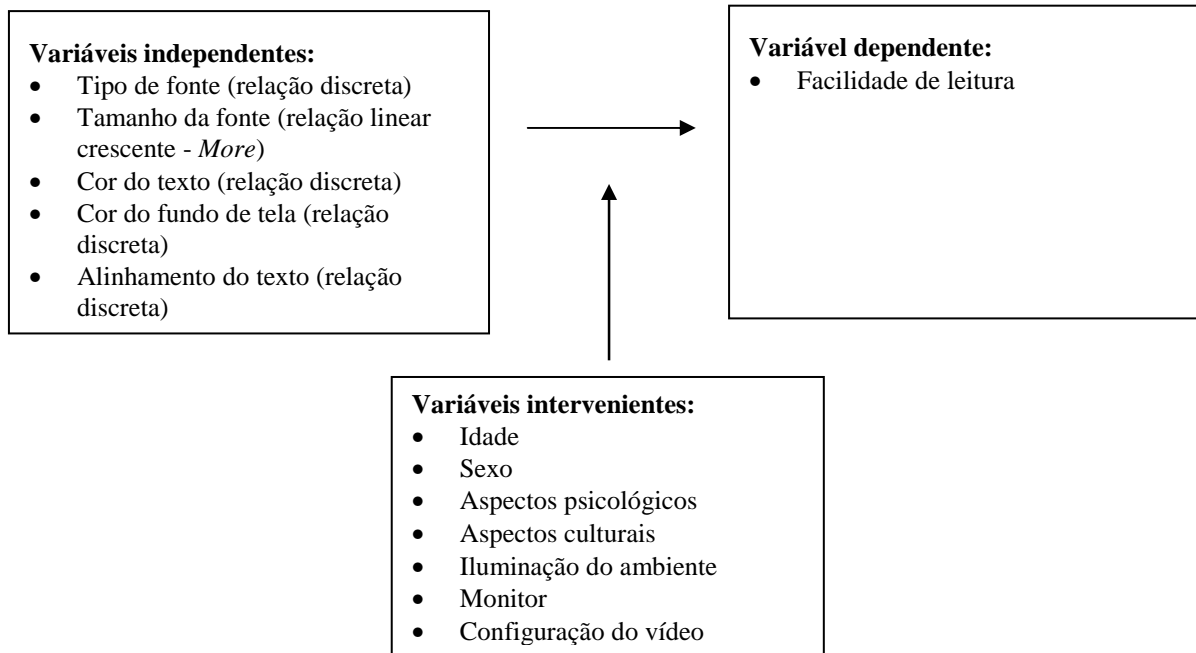 Variáveis independentes:
• Tipo de fonte (relação discreta)
• Tamanho da fonte (relação linear
crescente - More)
• Cor do texto (relação discreta)
• Cor do fundo de tela (relação
discreta)
• Alinhamento do texto (relação
discreta)
Variável dependente:
• Facilidade de leitura
Variáveis intervenientes:
• Idade
• Sexo
• Aspectos psicológicos
• Aspectos culturais
• Iluminação do ambiente
• Monitor
• Configuração do vídeo